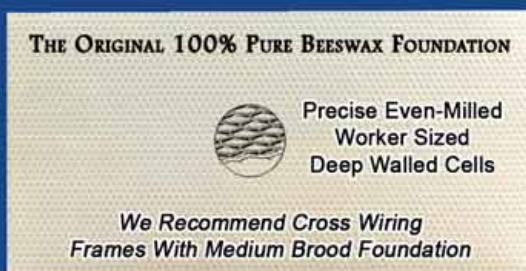 THE ORIGINAL 100% PURE BEESWAX FOUNDATION
Precise Even-Milled
Worker Sized
Deep Walled Cells
We Recommend Cross Wiring
Frames With Medium Brood Foundation